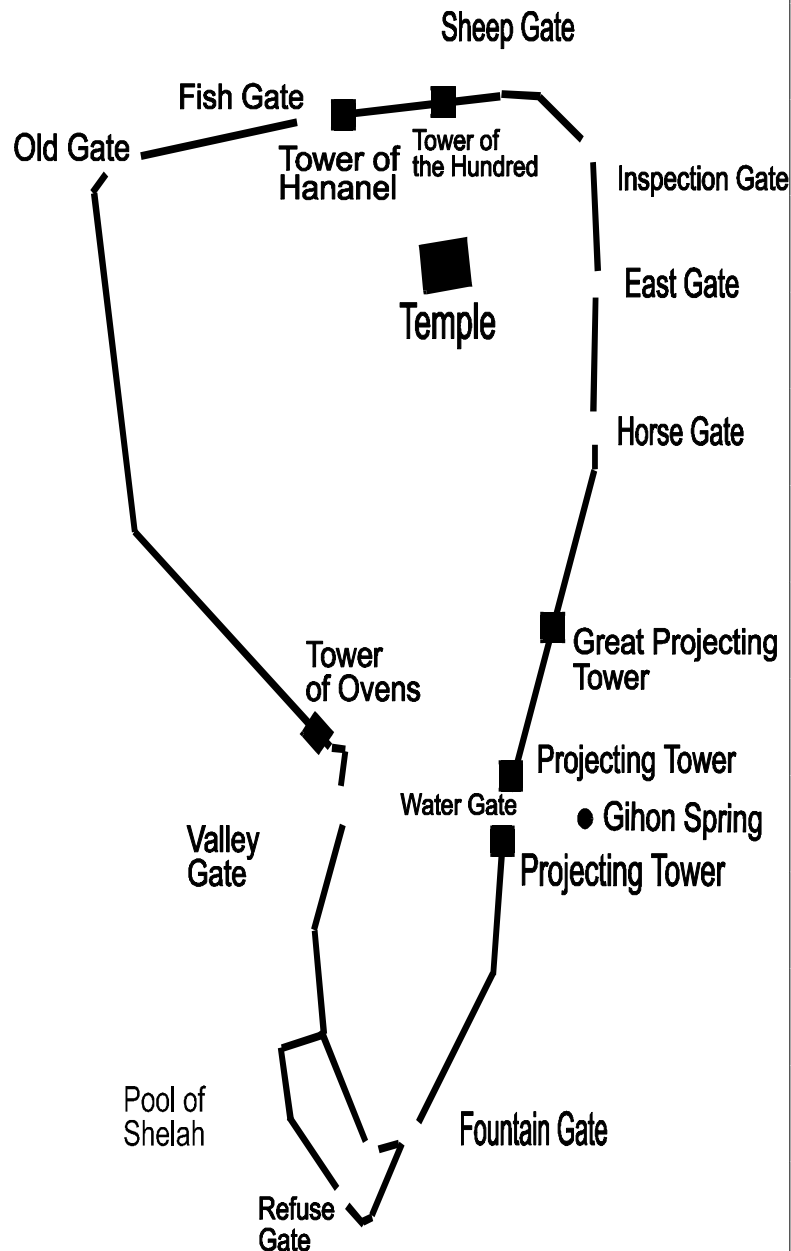 Sheep Gate
Fish Gate
Old Gate
Tower of
Hananel
Tower of
the Hundred
Inspection Gate
East Gate
Temple
Horse Gate
Tower
of Ovens
Great Projecting
Tower
Projecting Tower
Water Gate
Gihon Spring
Valley
Gate
Projecting Tower
Pool of
Shelah
Fountain Gate
Refuse
Gate